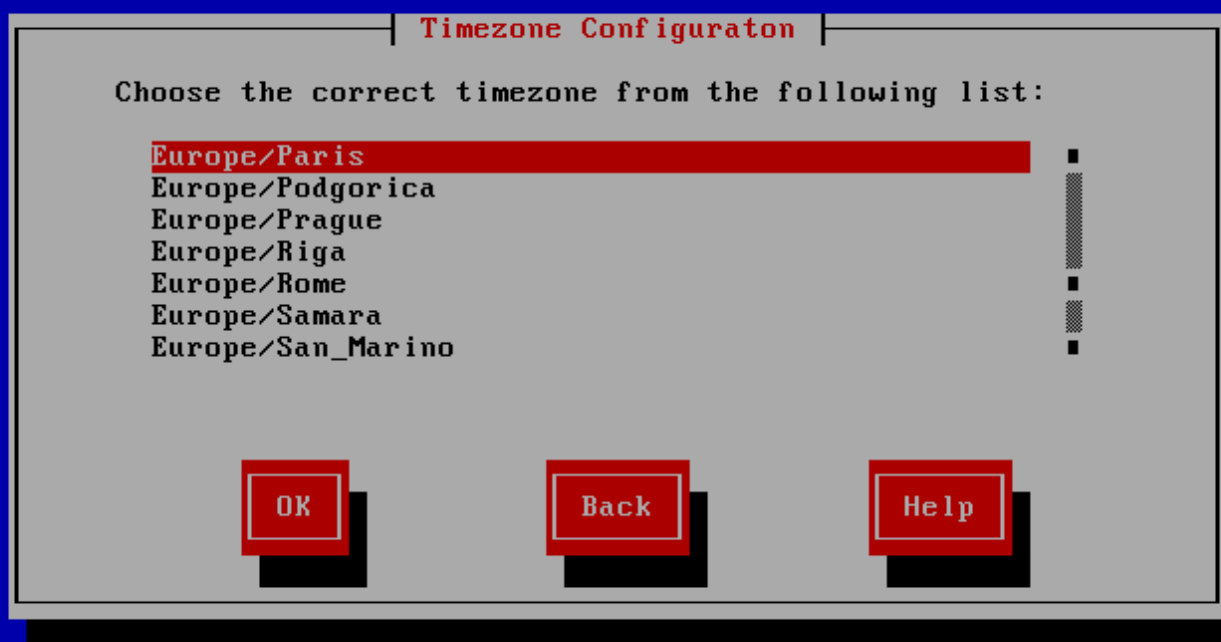 Timezone Configuraton
Choose the correct timezone from the following list:
Europe/Paris
Europe/Podgorica
Europe/Prague
Europe/Riga
Europe/Rome
Europe/Samara
Europe/San_Marino
OK Back Help